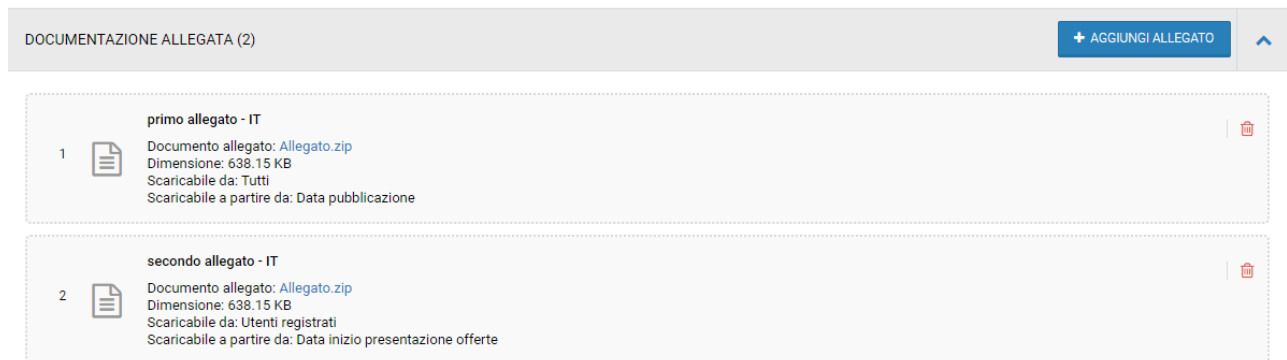 DOCUMENTAZIONE ALLEGATA (2)
+ AGGIUNGI ALLEGATO
primo allegato - IT
1
Documento allegato: Allegato.zip
Dimensione: 638.15 KB
Scaricabile da: Tutti
Scaricabile a partire da: Data pubblicazione
secondo allegato - IT
2
Documento allegato: Allegato.zip
Dimensione: 638.15 KB
Scaricabile da: Utenti registrati
Scaricabile a partire da: Data inizio presentazione offerte